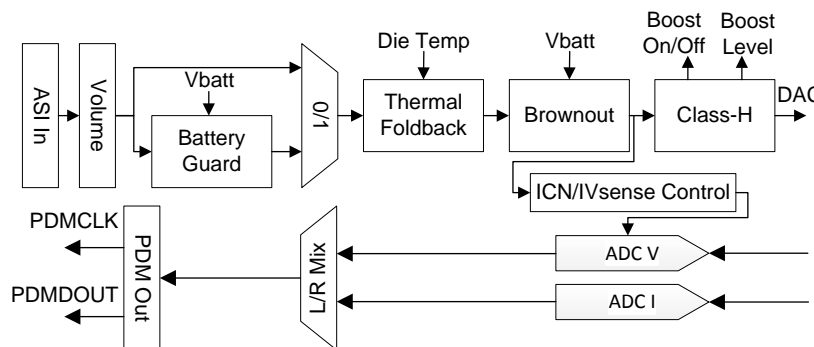 Boost
On/Off
Boost
Level
Die Temp
Vbatt
Vbatt
ASI In
Volume
Battery
Guard
0/1
Thermal
Foldback
Brownout
Class-H
DAC
ICN/IVsense Control
PDMCLK
PDMDOUT
PDM Out
L/R Mix
ADC V
ADC I